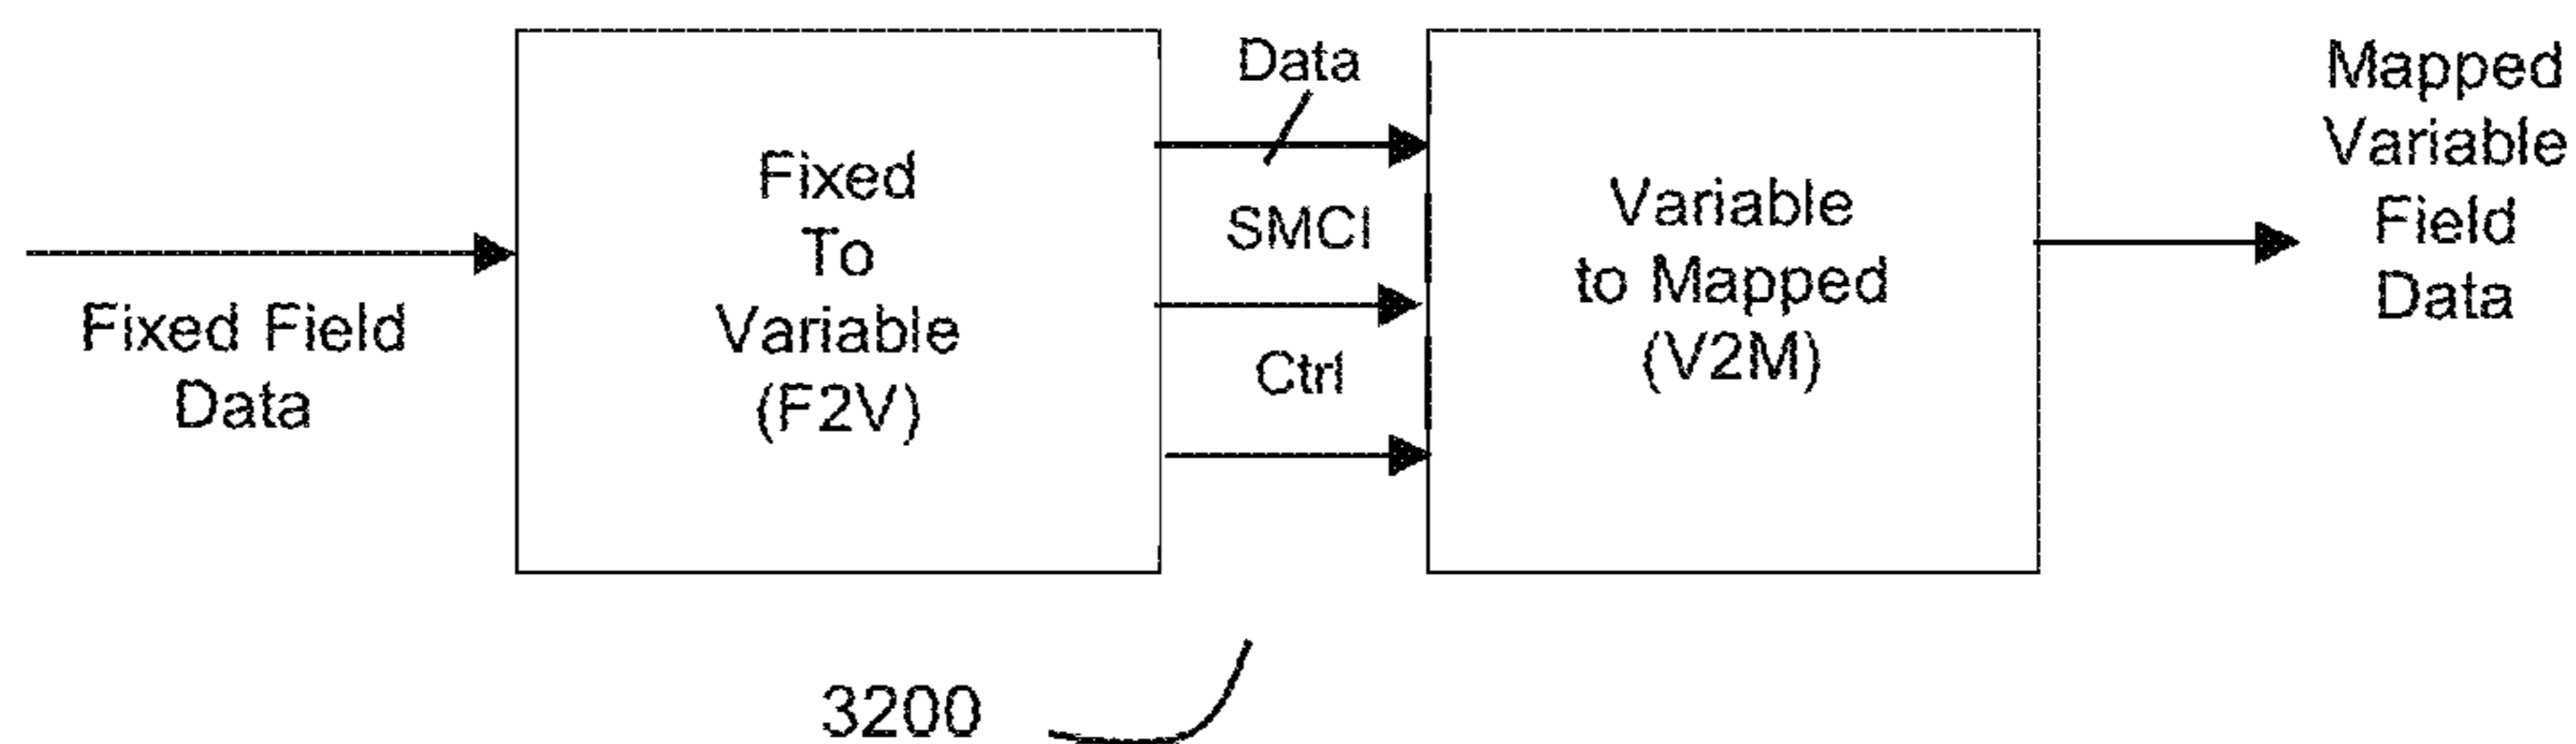 Fixed Field
Data
Fixed
To
Variable
(F2V)
Data
SMCI
Ctrl
Variable
to Mapped
(V2M)
Mapped
Variable
Field
Data
3200